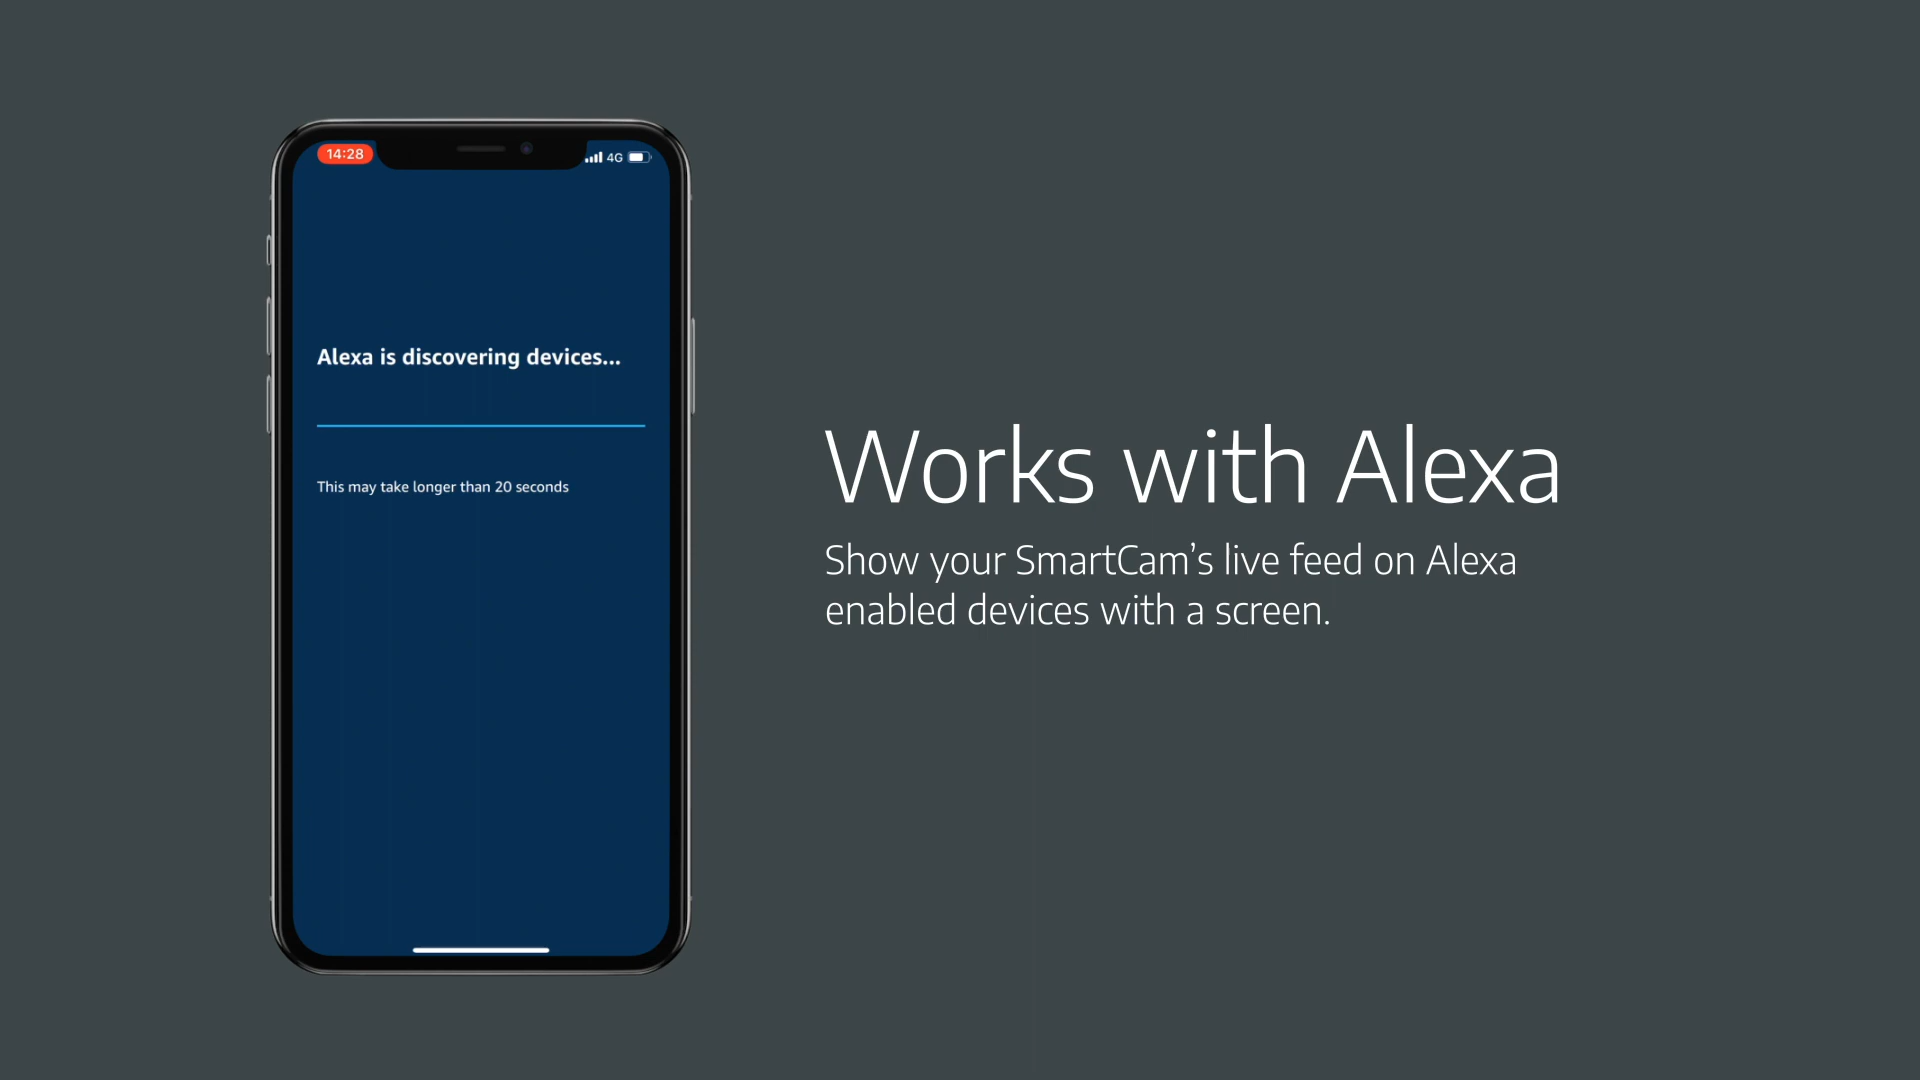 14:28
4G
Alexa is discovering devices...
This may take longer than 20 seconds
Works with Alexa
Show your SmartCam’s live feed on Alexa
enabled devices with a screen.